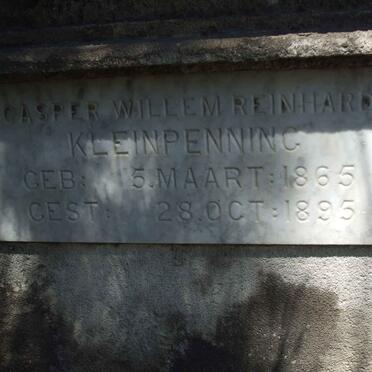 CASPER WILLEM REINHARD
KLEINPENNING
GEB: 5.MAART:1865
GEST: 28.OCT:1895